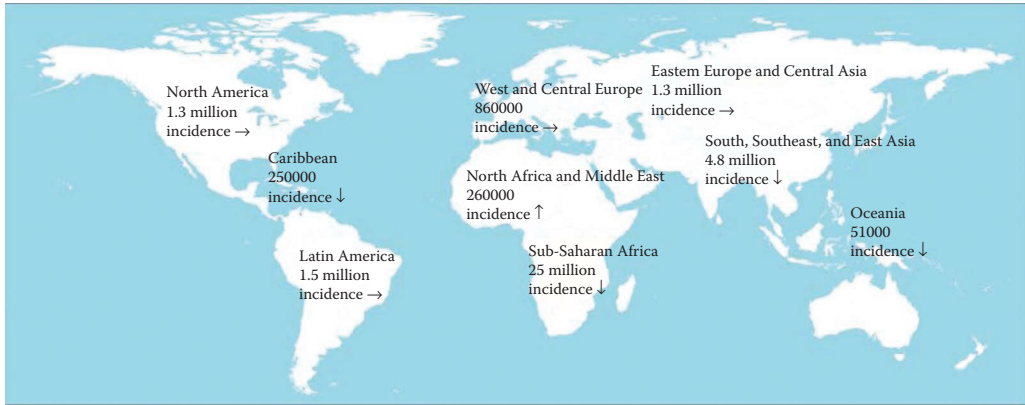 North America
1.3 million
incidence →
Caribbean
250000
incidence ↓
Latin America
1.5 million
incidence →
West and Central Europe
860000
incidence →
North Africa and Middle East
260000
incidence ↑
Sub-Saharan Africa
25 million
incidence ↓
Eastem Europe and Central Asia
1.3 million
incidence →
South, Southeast, and East Asia
4.8 million
incidence ↓
Oceania
51000
incidence ↓